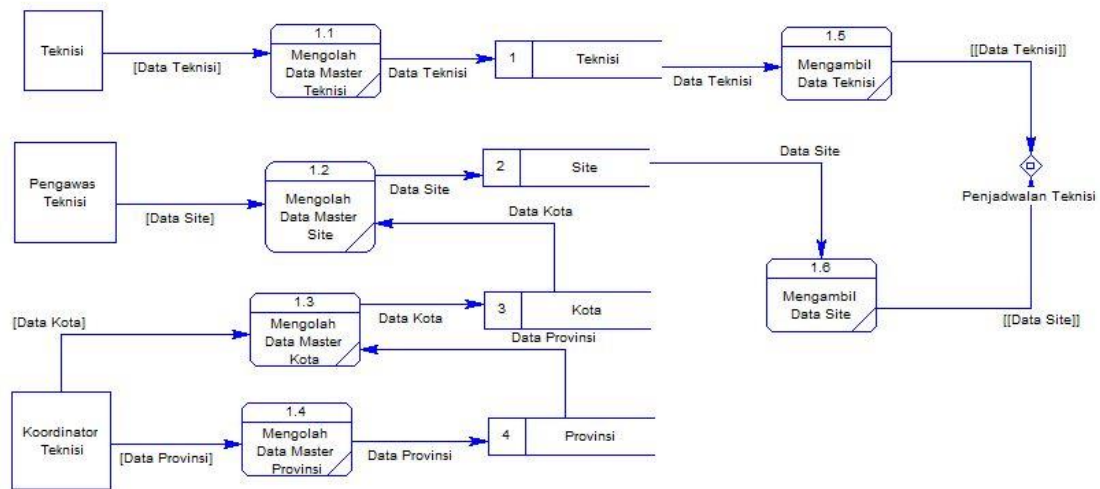 Teknisi
[Data Teknisi]
1.1
Mengolah
Data Master
Teknisi
Data Teknisi
1
Teknisi
Data Teknisi
1.5
Mengambil
Data Teknisi
[[Data Teknisi]]
Pengawas
Teknisi
[Data Site]
1.2
Mengolah
Data Master
Site
Data Site
2
Site
Data Site
Penjadwalan Teknisi
Data Kota
1.6
Mengambil
Data Site
[[Data Site]]
[Data Kota]
1.3
Mengolah
Data Master
Kota
Data Kota
3
Kota
Data Provinsi
Koordinator
Teknisi
[Data Provinsi]
1.4
Mengolah
Data Master
Provinsi
Data Provinsi
4
Provinsi